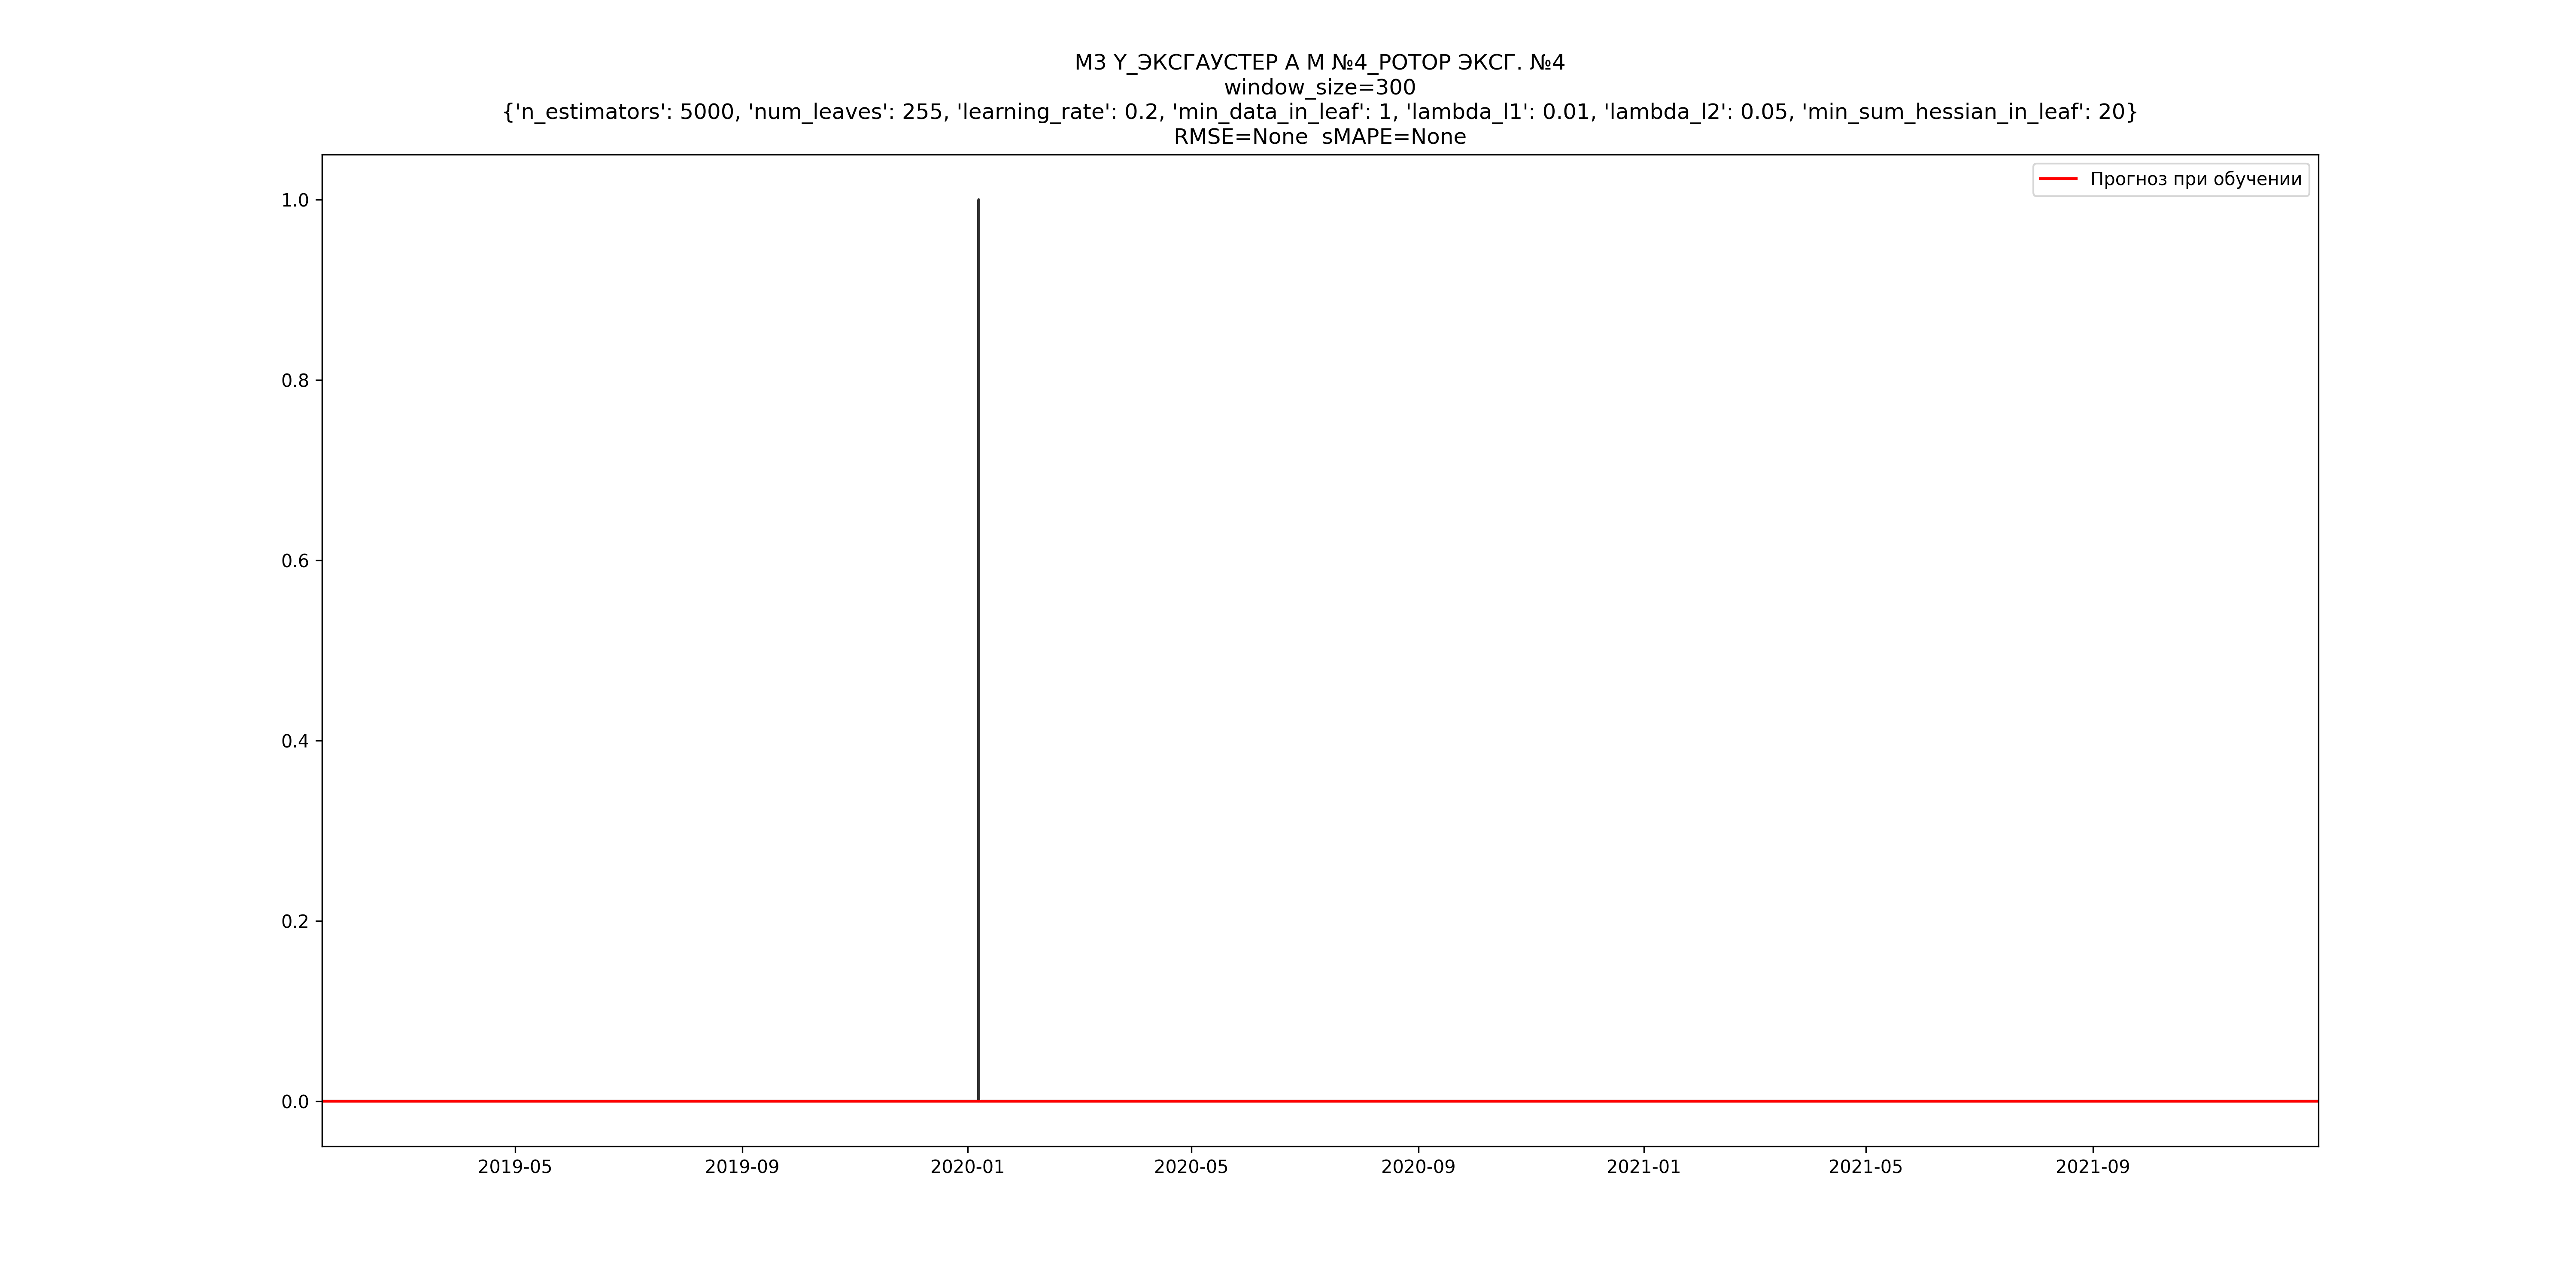 М3 Y_ЭКСГАУСТЕР А М №4_РОТОР ЭКСГ. №4
window_size=300
{'n_estimators': 5000, 'num_leaves': 255, 'learning_rate': 0.2, 'min_data_in_leaf': 1, 'lambda_l1': 0.01, 'lambda_l2': 0.05, 'min_sum_hessian_in_leaf': 20}
RMSE=None  sMAPE=None
Прогноз при обучении
1.0
0.8
0.6
0.4
0.2
0.0
2019-05
2019-09
2020-01
2020-05
2020-09
2021-01
2021-05
2021-09